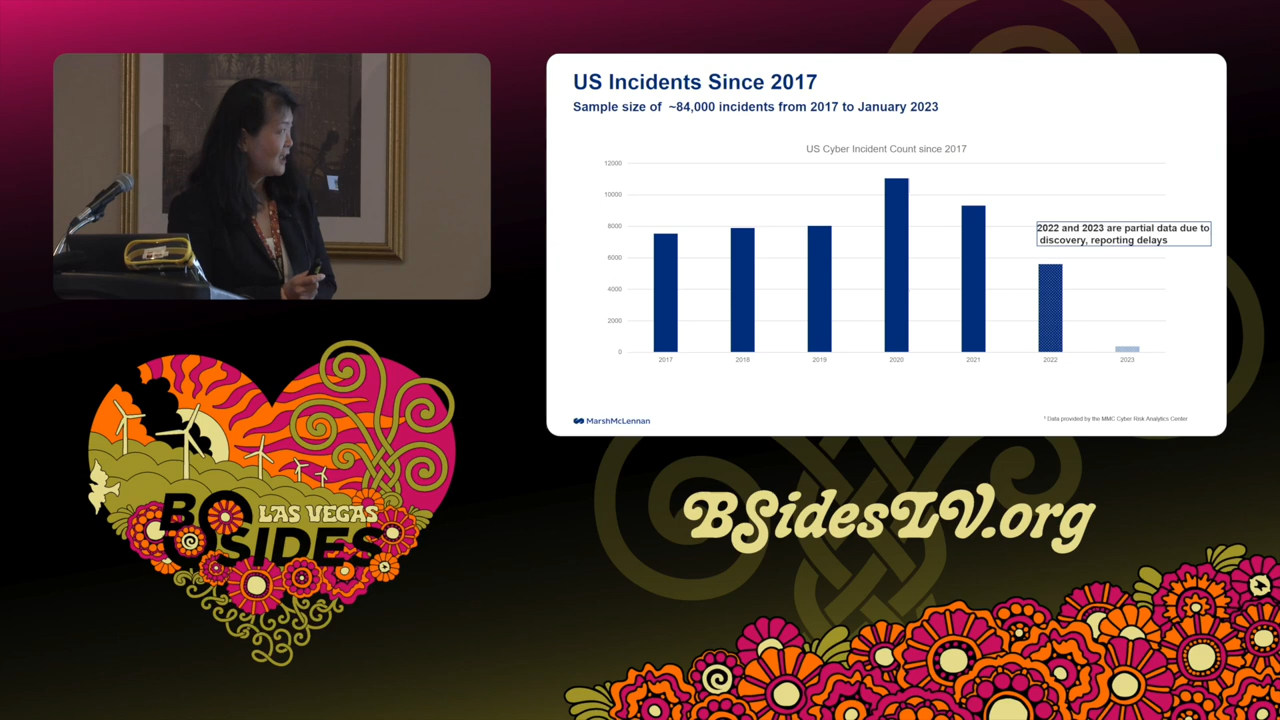 US Incidents Since 2017
Sample size of ~84,000 incidents from 2017 to January 2023
US Cyber Incident Count since 2017
12000
10000
8000
6000
4000
2000
0
2017
2018
2019
2020
2021
2022
2023
2022 and 2023 are partial data due to
discovery, reporting delays
MarshMcLennan
* Data provided by the MMC Cyber Risk Analytics Center
BSIDES
LAS VEGAS
23
BSidesLV.org